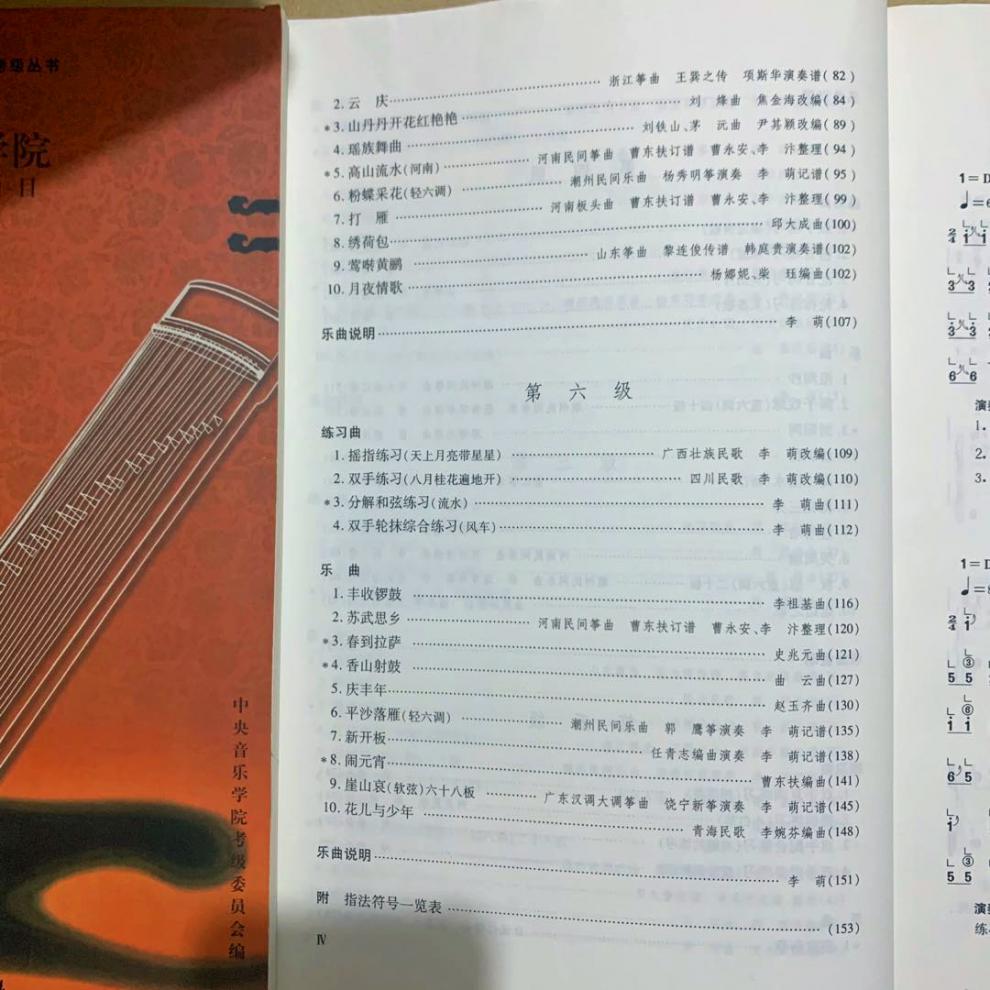 考级丛书
学院
目
中央音乐学院考级委员会编
2. 云 庆 浙江筝曲 王巽之传 项斯华演奏谱(82)
*3. 山丹丹开花红艳艳 刘 烽曲 焦金海改编(84)
4. 瑶族舞曲 刘铁山、茅 沅曲 尹其颖改编(89)
*5. 高山流水(河南) 河南民间筝曲 曹东扶订谱 曹永安、李 汴整理(94)
6. 粉蝶采花(轻六调) 潮州民间乐曲 杨秀明筝演奏 李 萌记谱(95)
7. 打 雁 河南板头曲 曹东扶订谱 曹永安、李 汴整理(99)
8. 绣荷包 邱大成曲(100)
9. 莺啭黄鹂 山东筝曲 黎连俊传谱 韩庭贵演奏谱(102)
10. 月夜情歌 杨娜妮、柴 珏编曲(102)
乐曲说明 李 萌(107)
第六级
练习曲
1. 摇指练习(天上月亮带星星) 广西壮族民歌 李 萌改编(109)
2. 双手练习(八月桂花遍地开) 四川民歌 李 萌改编(110)
*3. 分解和弦练习(流水) 李 萌曲(111)
4. 双手轮抹综合练习(风车) 李 萌曲(112)
乐 曲
1. 丰收锣鼓 李祖基曲(116)
2. 苏武思乡 河南民间筝曲 曹东扶订谱 曹永安、李 汴整理(120)
*3. 春到拉萨 史兆元曲(121)
*4. 香山射鼓 曲 云曲(127)
5. 庆丰年 赵玉齐曲(130)
6. 平沙落雁(轻六调) 潮州民间乐曲 郭 鹰筝演奏 李 萌记谱(135)
7. 新开板 任青志编曲演奏 李 萌记谱(138)
*8. 闹元宵 曹东扶编曲(141)
9. 崖山哀(软弦)六十八板 广东汉调大调筝曲 饶宁新筝演奏 李 萌记谱(145)
10. 花儿与少年 青海民歌 李婉芬编曲(148)
乐曲说明 李 萌(151)
附 指法符号一览表 (153)
Ⅳ
1=D
1.
2.
3.
1=D